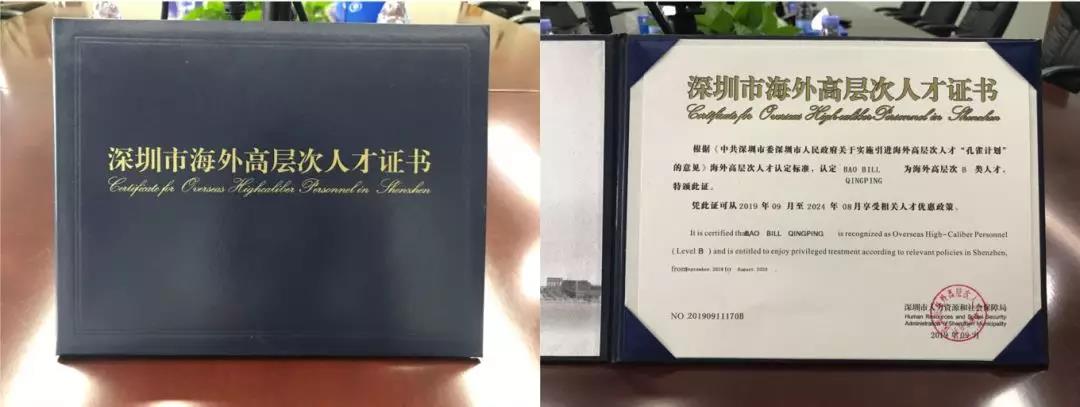 深圳市海外高层次人才证书
Certificate for Overseas Highcaliber Personnel in Shenzhen
深圳市海外高层次人才证书
Certificate for Overseas High-caliber Personnel in Shenzhen
根据《中共深圳市委深圳市人民政府关于实施引进海外高层次人才“孔雀计划”
的意见》海外高层次人才认定标准，认定 BAO BILL 为海外高层次 B 类人才，
QINGPING
特颁此证。
凭此证可从 2019 年 09 月至 2024 年 08月享受相关人才优惠政策。
It is certified that BAO BILL QINGPING is recognized as Overseas High-Caliber Personnel
( Level B ) and is entitled to enjoy privileged treatment according to relevant policies in Shenzhen,
from to
NO 20190911170B
深圳市人力资源和社会保障局
Human Resources and Social Security
Administration of Shenzhen Municipality
2019 年 09 月